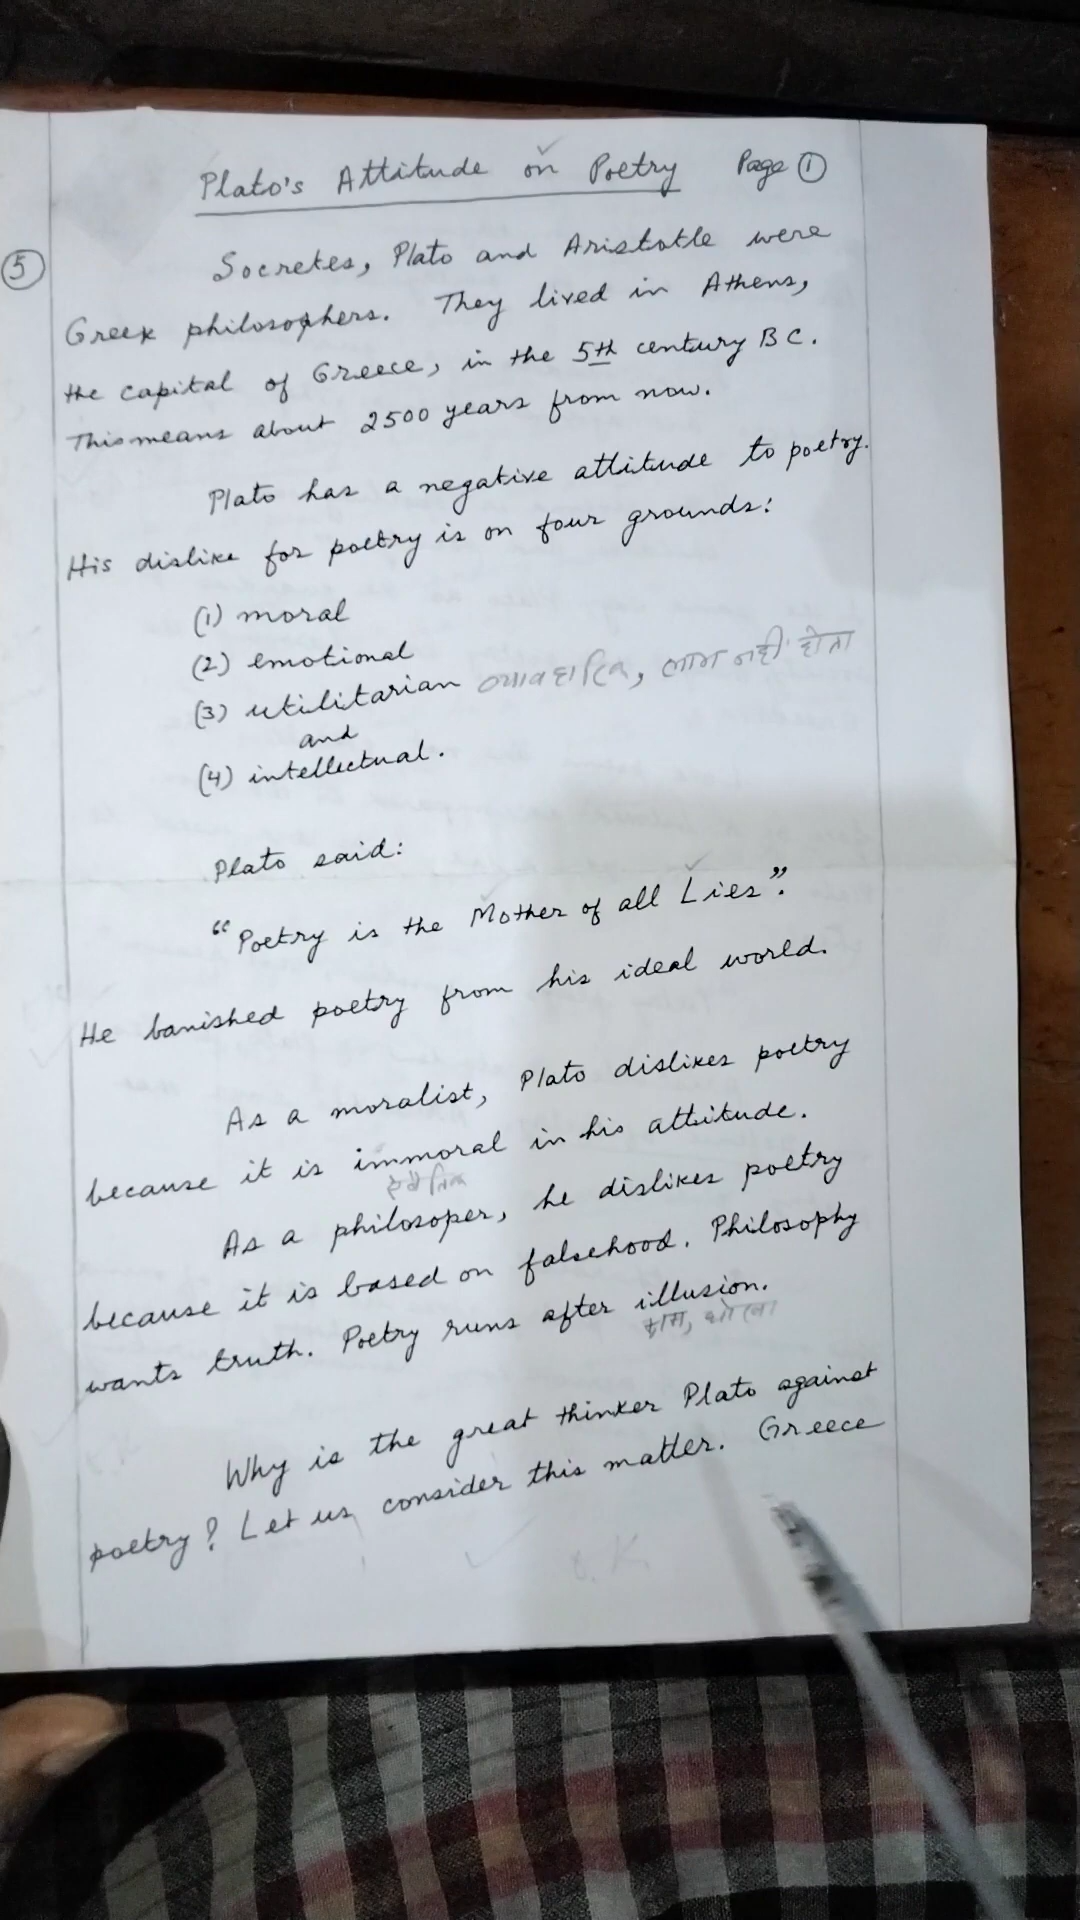 Plato's Attitude on Poetry Page ①
⑤
Socretes, Plato and Aristotle were
Greek philosophers. They lived in Athens,
the capital of Greece, in the 5th century BC.
This means about 2500 years from now.
Plato has a negative attitude to poetry.
His dislike for poetry is on four grounds:
(1) moral
(2) emotional
(3) utilitarian व्यावहारिक, लाभ नहीं होता
and
(4) intellectual.
Plato said:
"Poetry is the Mother of all Lies".
He banished poetry from his ideal world.
As a moralist, Plato dislikes poetry
because it is immoral in his attitude.
As a philosoper, he dislikes poetry
because it is based on falsehood. Philosophy
wants truth. Poetry runs after illusion.
Why is the great thinker Plato against
poetry? Let us consider this matter. Greece